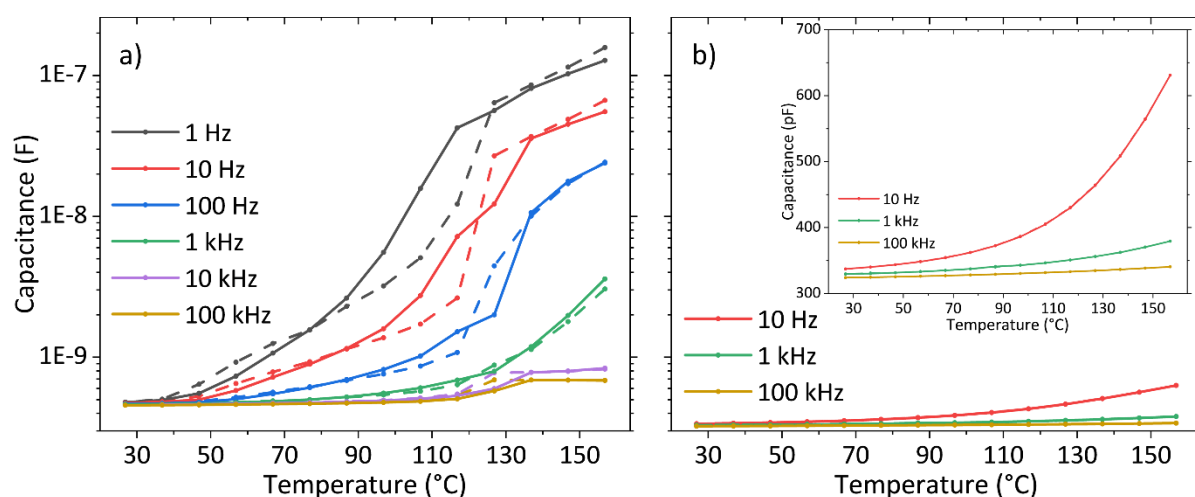 a)
1E-7
1E-8
1E-9
Capacitance (F)
1 Hz
10 Hz
100 Hz
1 kHz
10 kHz
100 kHz
30 50 70 90 110 130 150
Temperature (°C)
b)
700
600
500
400
300
Capacitance (pF)
10 Hz
1 kHz
100 kHz
30 50 70 90 110 130 150
Temperature (°C)
10 Hz
1 kHz
100 kHz
30 50 70 90 110 130 150
Temperature (°C)